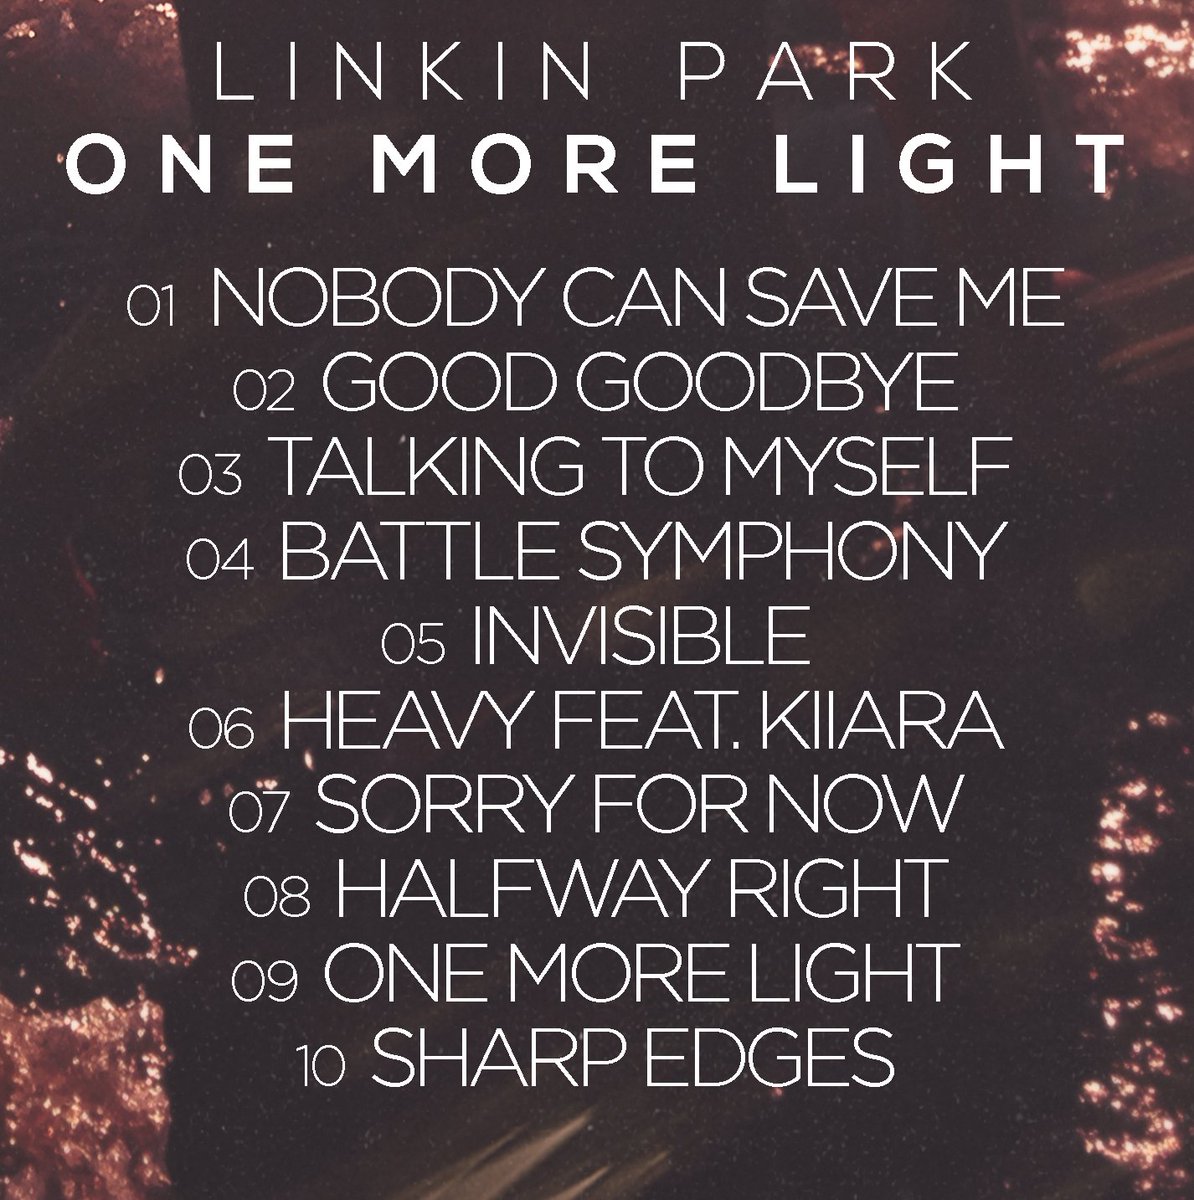 LINKIN PARK
ONE MORE LIGHT
01 NOBODY CAN SAVE ME
02 GOOD GOODBYE
03 TALKING TO MYSELF
04 BATTLE SYMPHONY
05 INVISIBLE
06 HEAVY FEAT. KIIARA
07 SORRY FOR NOW
08 HALFWAY RIGHT
09 ONE MORE LIGHT
10 SHARP EDGES